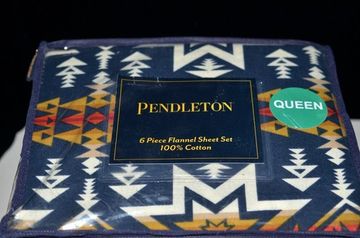 PENDLETON
QUEEN
6 Piece Flannel Sheet Set
100% Cotton